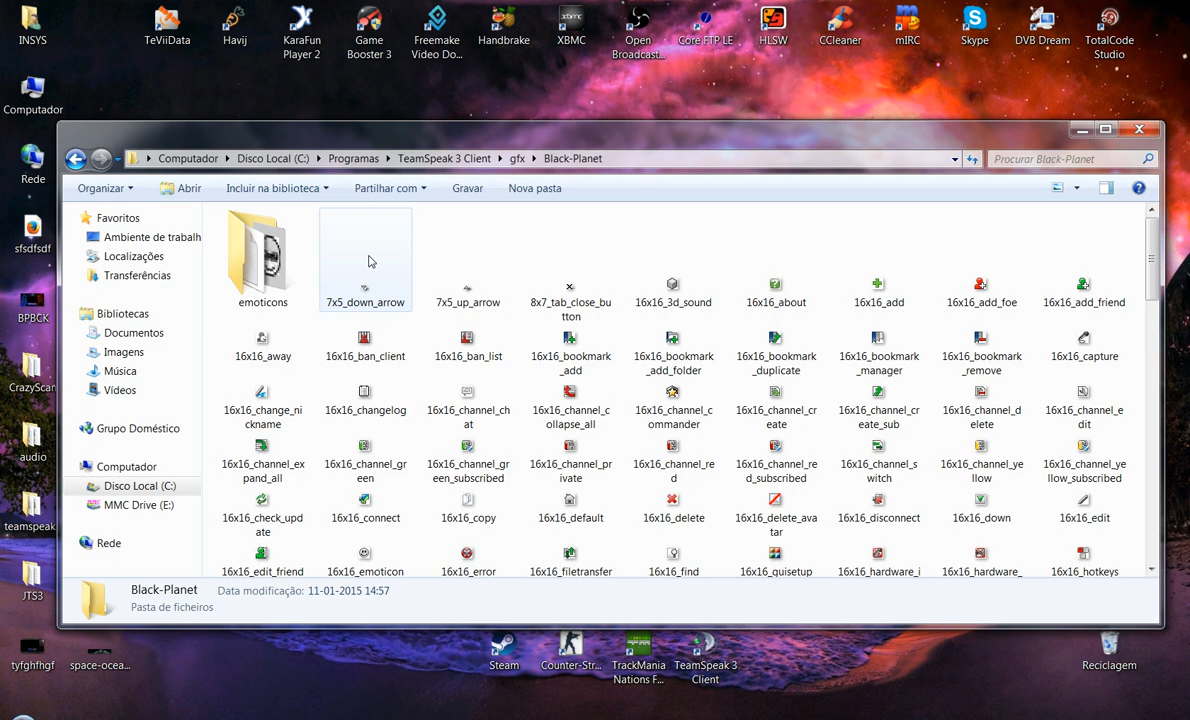 INSYS
TeViiData
Havij
KaraFun
Player 2
Game
Booster 3
Freemake
Video Do...
Handbrake
XBMC
Open
Broadcast...
Core FTP LE
HLSW
CCleaner
mIRC
Skype
DVB Dream
TotalCode
Studio
Computador
Rede
sfsdfsdf
BPBCK
CrazyScan
audio
teamspeak
JTS3
tyfghfhgf
space-ocea...
Computador
Disco Local (C:)
Programas
TeamSpeak 3 Client
gfx
Black-Planet
Procurar Black-Planet
Organizar
Abrir
Incluir na biblioteca
Partilhar com
Gravar
Nova pasta
Favoritos
Ambiente de trabalh
Localizações
Transferências
Bibliotecas
Documentos
Imagens
Música
Vídeos
Grupo Doméstico
Computador
Disco Local (C:)
MMC Drive (E:)
Rede
emoticons
7x5_down_arrow
7x5_up_arrow
8x7_tab_close_bu
tton
16x16_3d_sound
16x16_about
16x16_add
16x16_add_foe
16x16_add_friend
16x16_away
16x16_ban_client
16x16_ban_list
16x16_bookmark
_add
16x16_bookmark
_add_folder
16x16_bookmark
_duplicate
16x16_bookmark
_manager
16x16_bookmark
_remove
16x16_capture
16x16_change_ni
ckname
16x16_changelog
16x16_channel_ch
at
16x16_channel_c
ollapse_all
16x16_channel_c
ommander
16x16_channel_cr
eate
16x16_channel_cr
eate_sub
16x16_channel_d
elete
16x16_channel_e
dit
16x16_channel_ex
pand_all
16x16_channel_gr
een
16x16_channel_gr
een_subscribed
16x16_channel_pr
ivate
16x16_channel_re
d
16x16_channel_re
d_subscribed
16x16_channel_s
witch
16x16_channel_ye
llow
16x16_channel_ye
llow_subscribed
16x16_check_upd
ate
16x16_connect
16x16_copy
16x16_default
16x16_delete
16x16_delete_ava
tar
16x16_disconnect
16x16_down
16x16_edit
16x16_edit_friend
16x16_emoticon
16x16_error
16x16_filetransfer
16x16_find
16x16_guisetup
16x16_hardware_i
16x16_hardware_
16x16_hotkeys
Black-Planet
Data modificação: 11-01-2015 14:57
Pasta de ficheiros
Steam
Counter-Str...
TrackMania
Nations F...
TeamSpeak 3
Client
Reciclagem